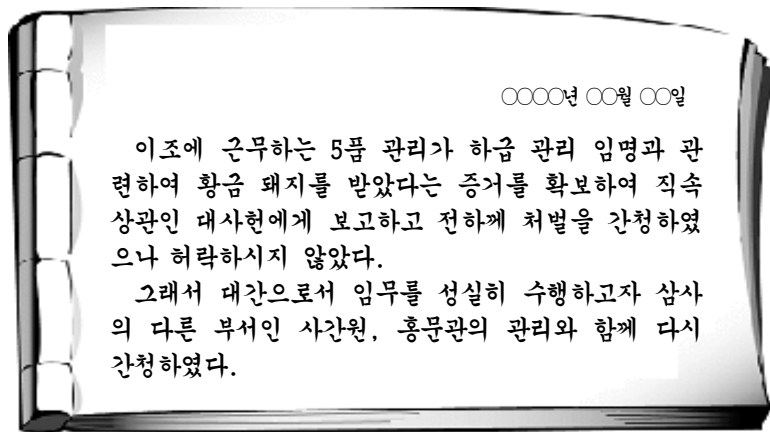 ○○○○년 ○○월 ○○일
이조에 근무하는 5품 관리가 하급 관리 임명과 관
련하여 황금 돼지를 받았다는 증거를 확보하여 직속
상관인 대사헌에게 보고하고 전하께 처벌을 간청하였
으나 허락하시지 않았다.
그래서 대간으로서 임무를 성실히 수행하고자 삼사
의 다른 부서인 사간원, 홍문관의 관리와 함께 다시
간청하였다.